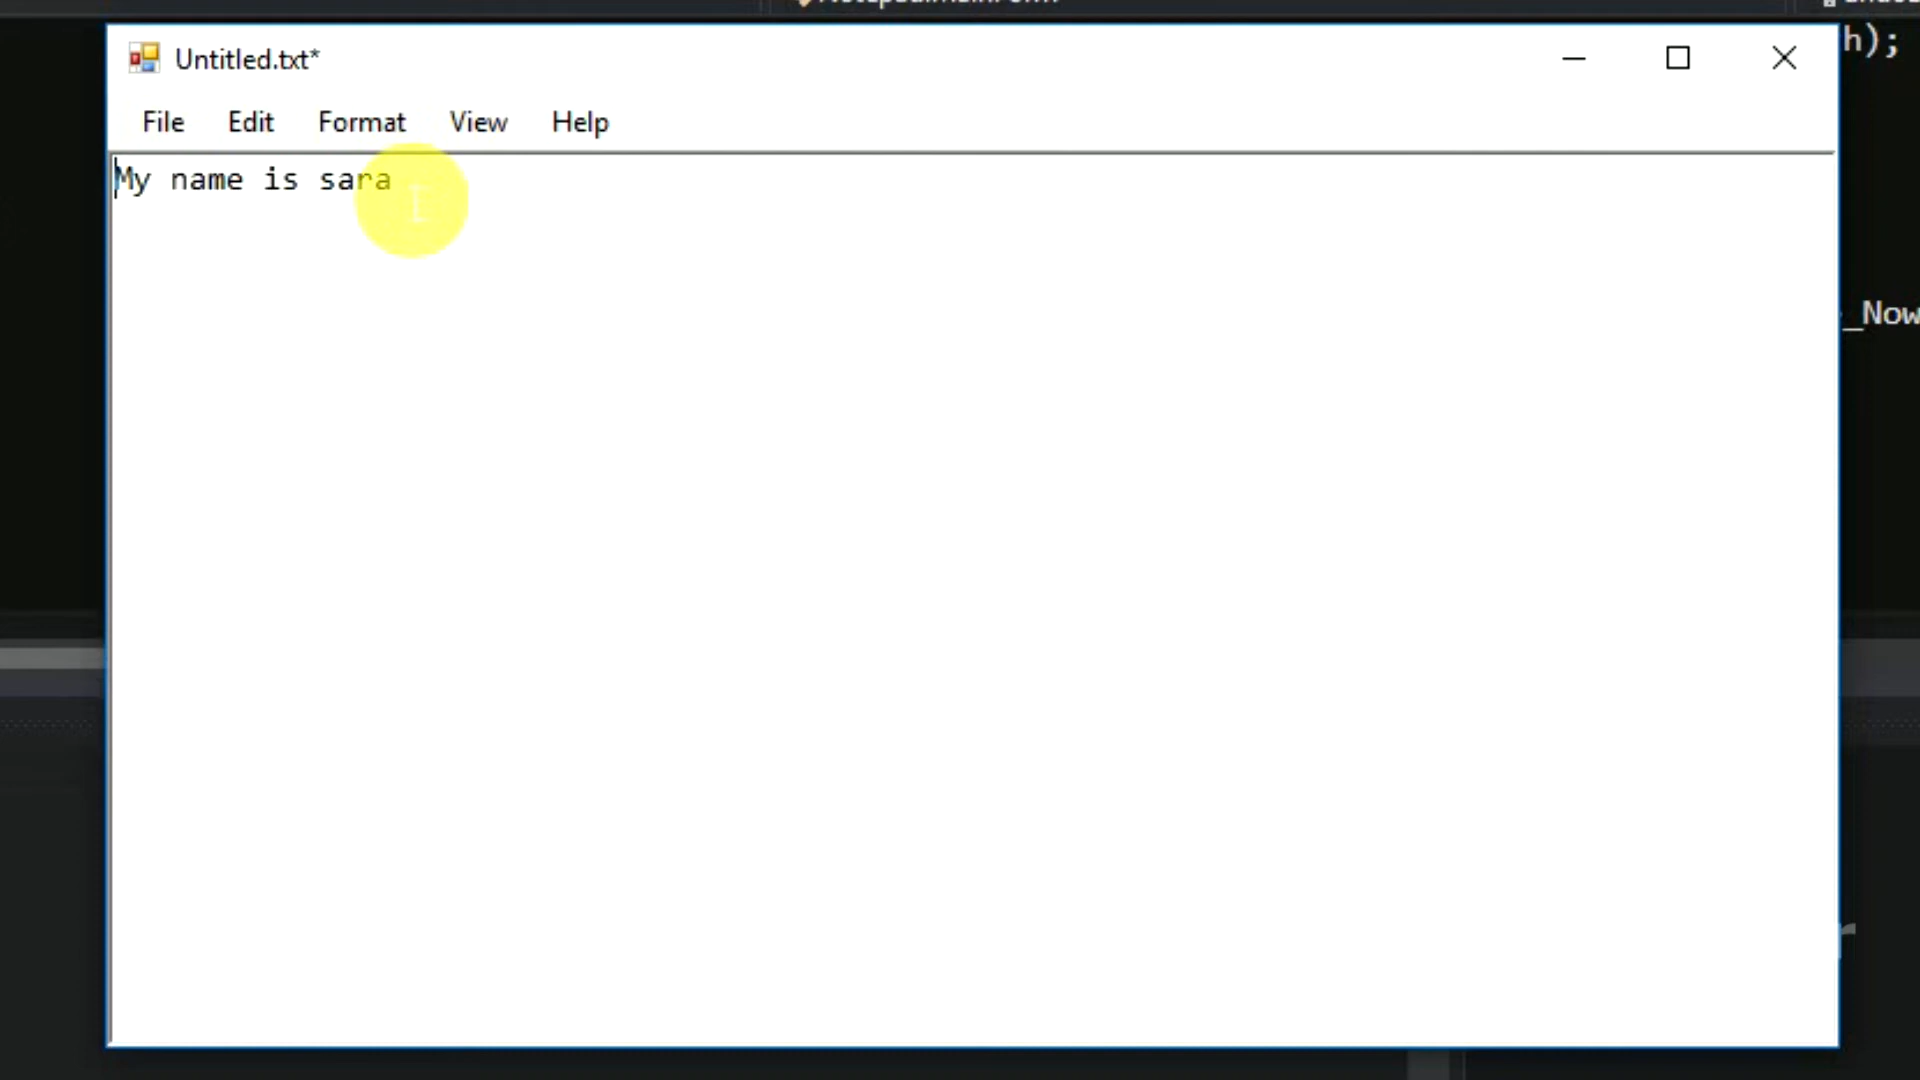 h);
Untitled.txt*
File Edit Format View Help
My name is sara
_Now